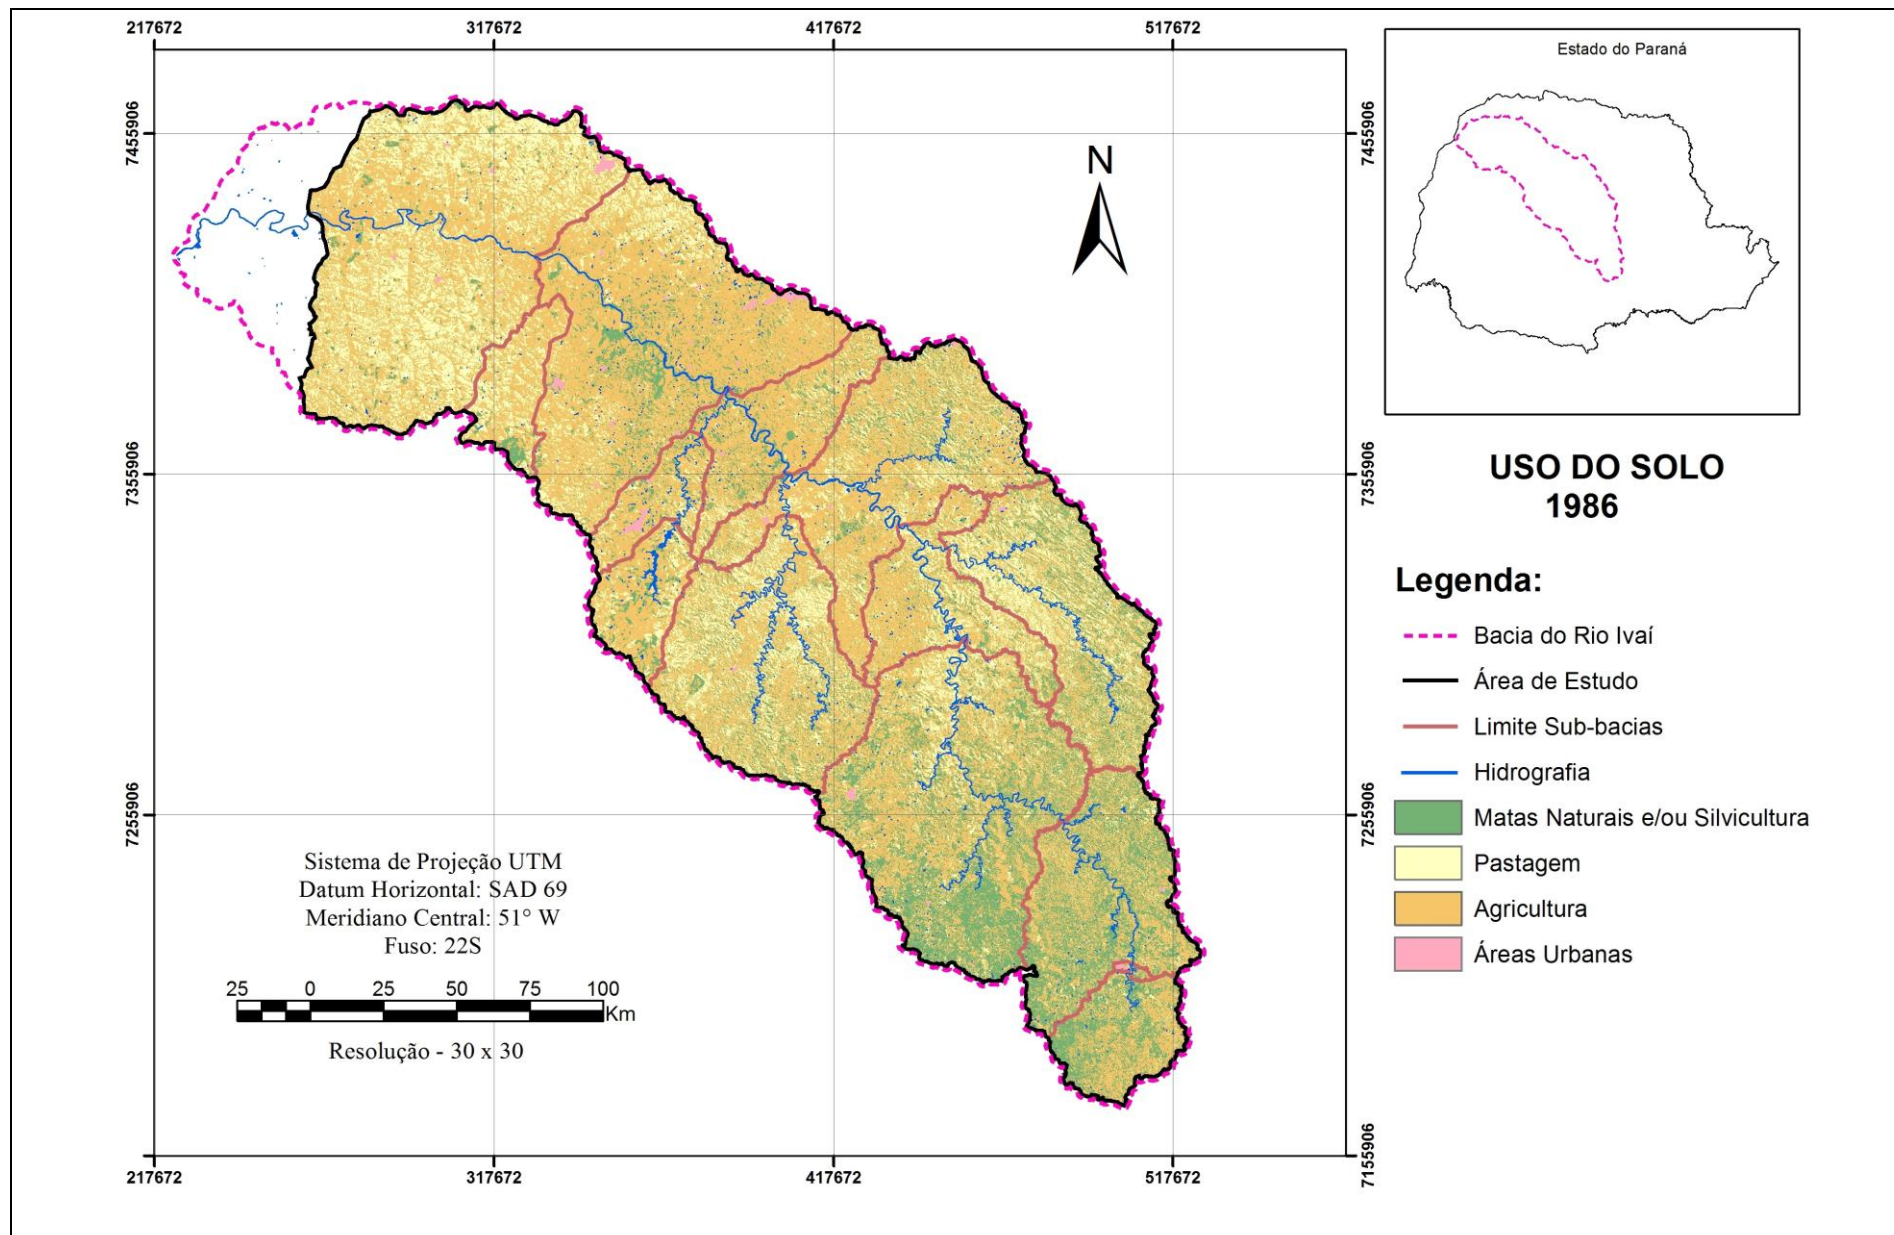 217672
317672
417672
517672
7455906
7455906
7355906
7355906
7255906
7255906
7155906
217672
317672
417672
517672
N
Sistema de Projeção UTM
Datum Horizontal: SAD 69
Meridiano Central: 51° W
Fuso: 22S
25 0 25 50 75 100
Km
Resolução - 30 x 30
Estado do Paraná
USO DO SOLO
1986
Legenda:
Bacia do Rio Ivaí
Área de Estudo
Limite Sub-bacias
Hidrografia
Matas Naturais e/ou Silvicultura
Pastagem
Agricultura
Áreas Urbanas